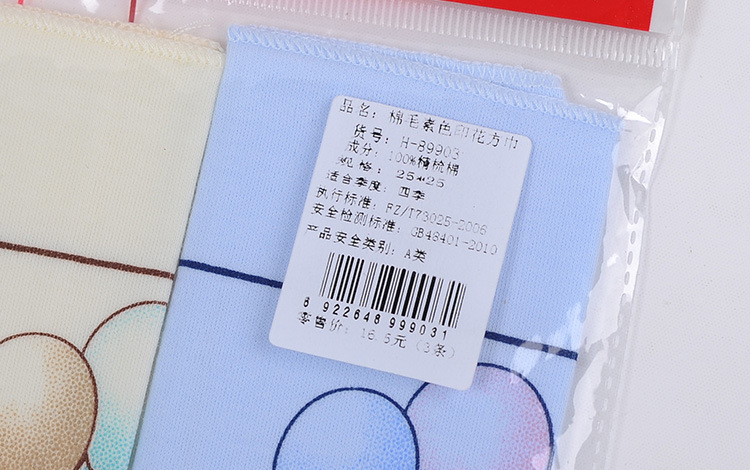 品名: 棉毛素色印花方巾
货号: H-89903
成分: 100%精梳棉
规格: 25*25
适合季度: 四季
执行标准: FZ/T73025-2006
安全检测标准: GB48401-2010
产品安全类别: A类
6 922648 999031
零售价: 16.5元 (3条)